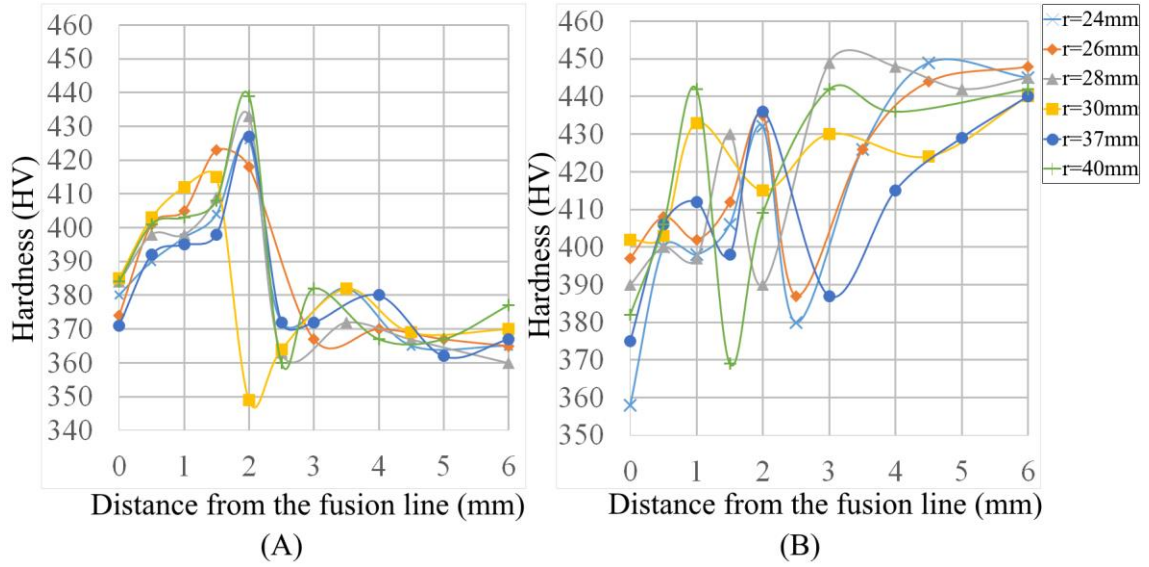 460
450
440
430
420
410
400
390
380
370
360
350
340
Hardness (HV)
0 1 2 3 4 5 6
Distance from the fusion line (mm)
(A)
460
450
440
430
420
410
400
390
380
370
360
350
Hardness (HV)
0 1 2 3 4 5 6
Distance from the fusion line (mm)
(B)
r=24mm
r=26mm
r=28mm
r=30mm
r=37mm
r=40mm